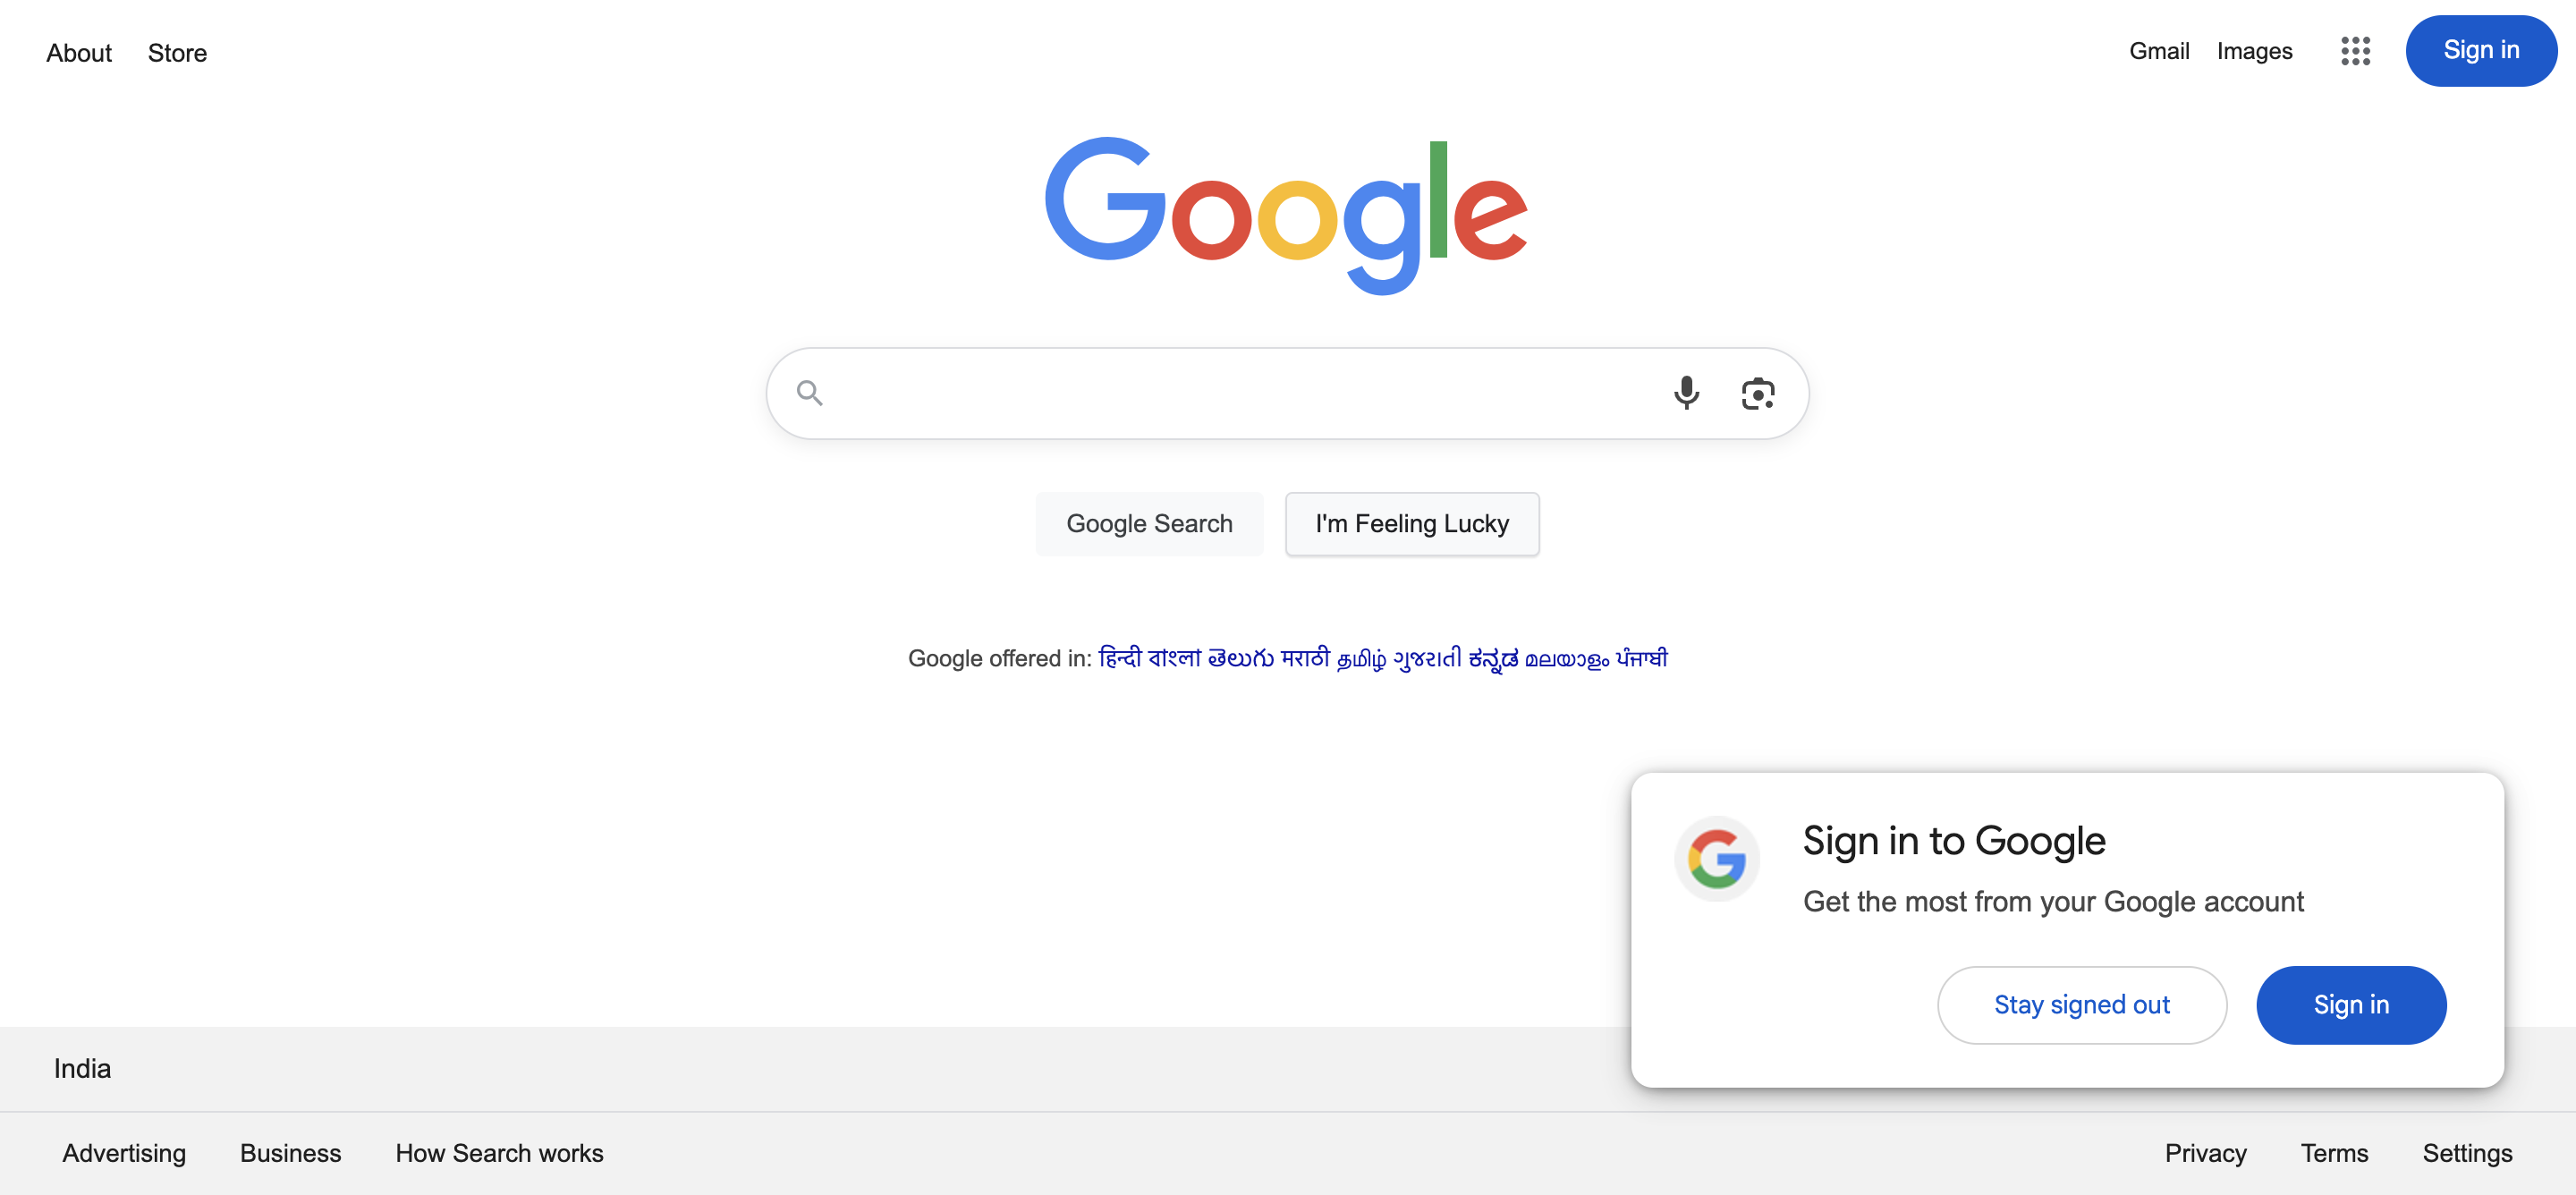 About Store Gmail Images Sign in
Google
Google Search I'm Feeling Lucky
Google offered in: हिन्दी বাংলা తెలుగు मराठी தமிழ் ગુજરાતી ಕನ್ನಡ മലയാളം ਪੰਜਾਬੀ
Sign in to Google
Get the most from your Google account
Stay signed out Sign in
India
Advertising Business How Search works Privacy Terms Settings